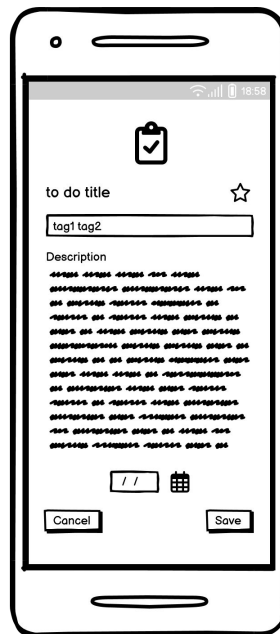 18:58
to do title
tag1 tag2
Description
/ /
Cancel
Save